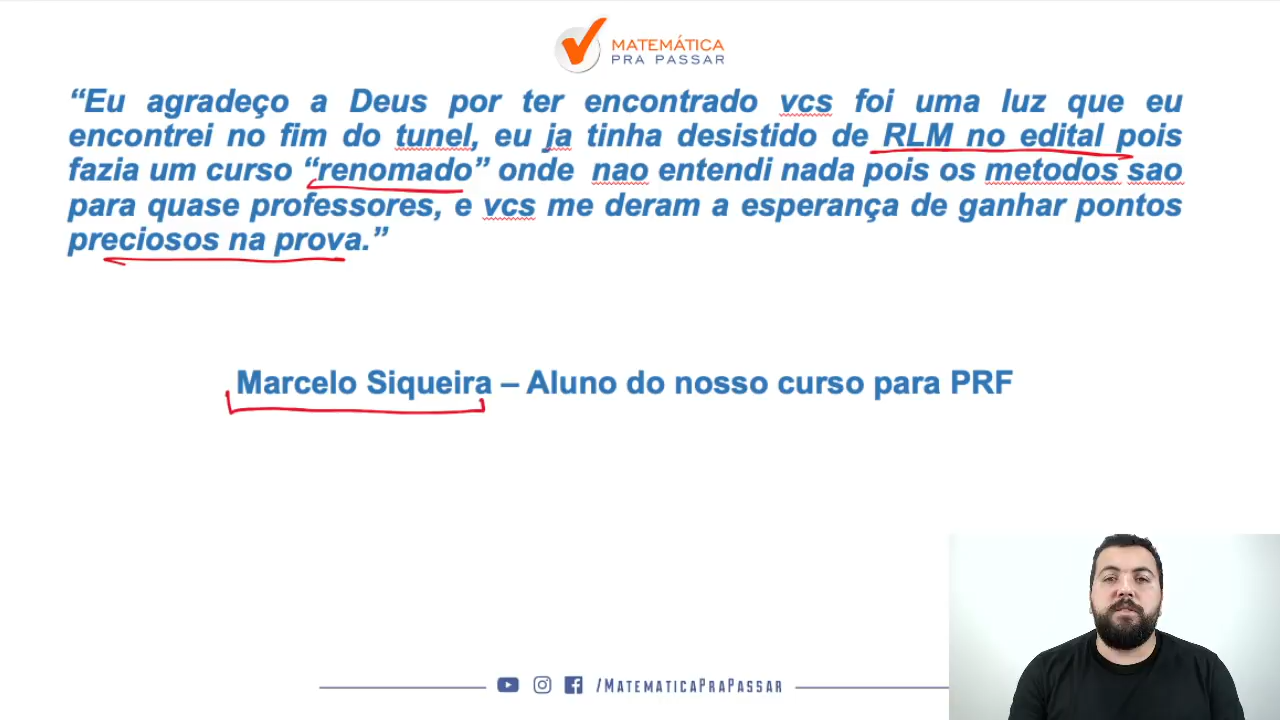 MATEMÁTICA
PRA PASSAR
“Eu agradeço a Deus por ter encontrado vcs foi uma luz que eu
encontrei no fim do tunel, eu ja tinha desistido de RLM no edital pois
fazia um curso “renomado” onde nao entendi nada pois os metodos sao
para quase professores, e vcs me deram a esperança de ganhar pontos
preciosos na prova.”
Marcelo Siqueira – Aluno do nosso curso para PRF
/MATEMATICAPRAPASSAR